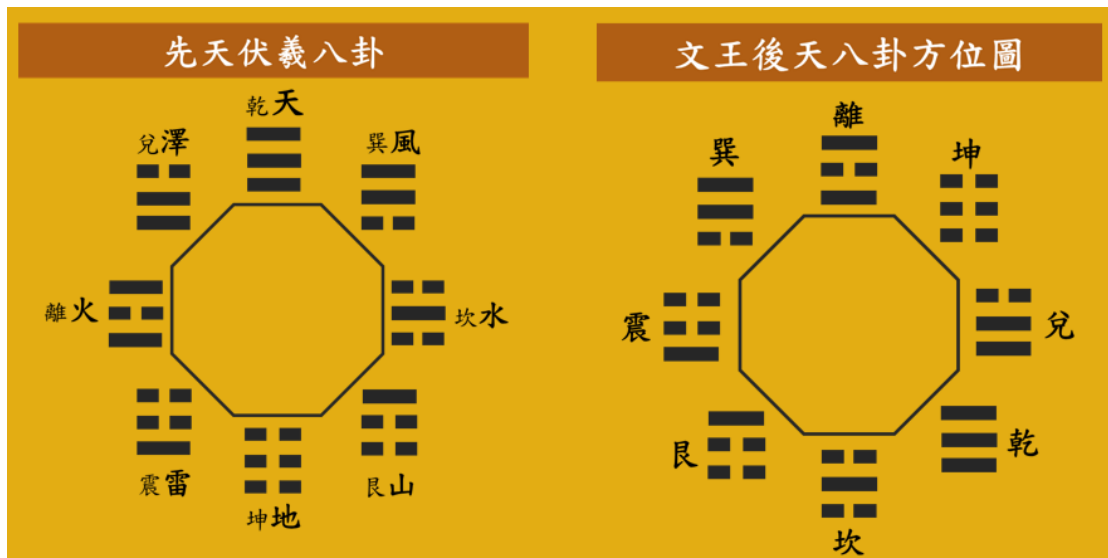 先天伏羲八卦
乾天
兌澤
巽風
離火
坎水
震雷
艮山
坤地
文王後天八卦方位圖
離
巽
坤
震
兌
艮
乾
坎